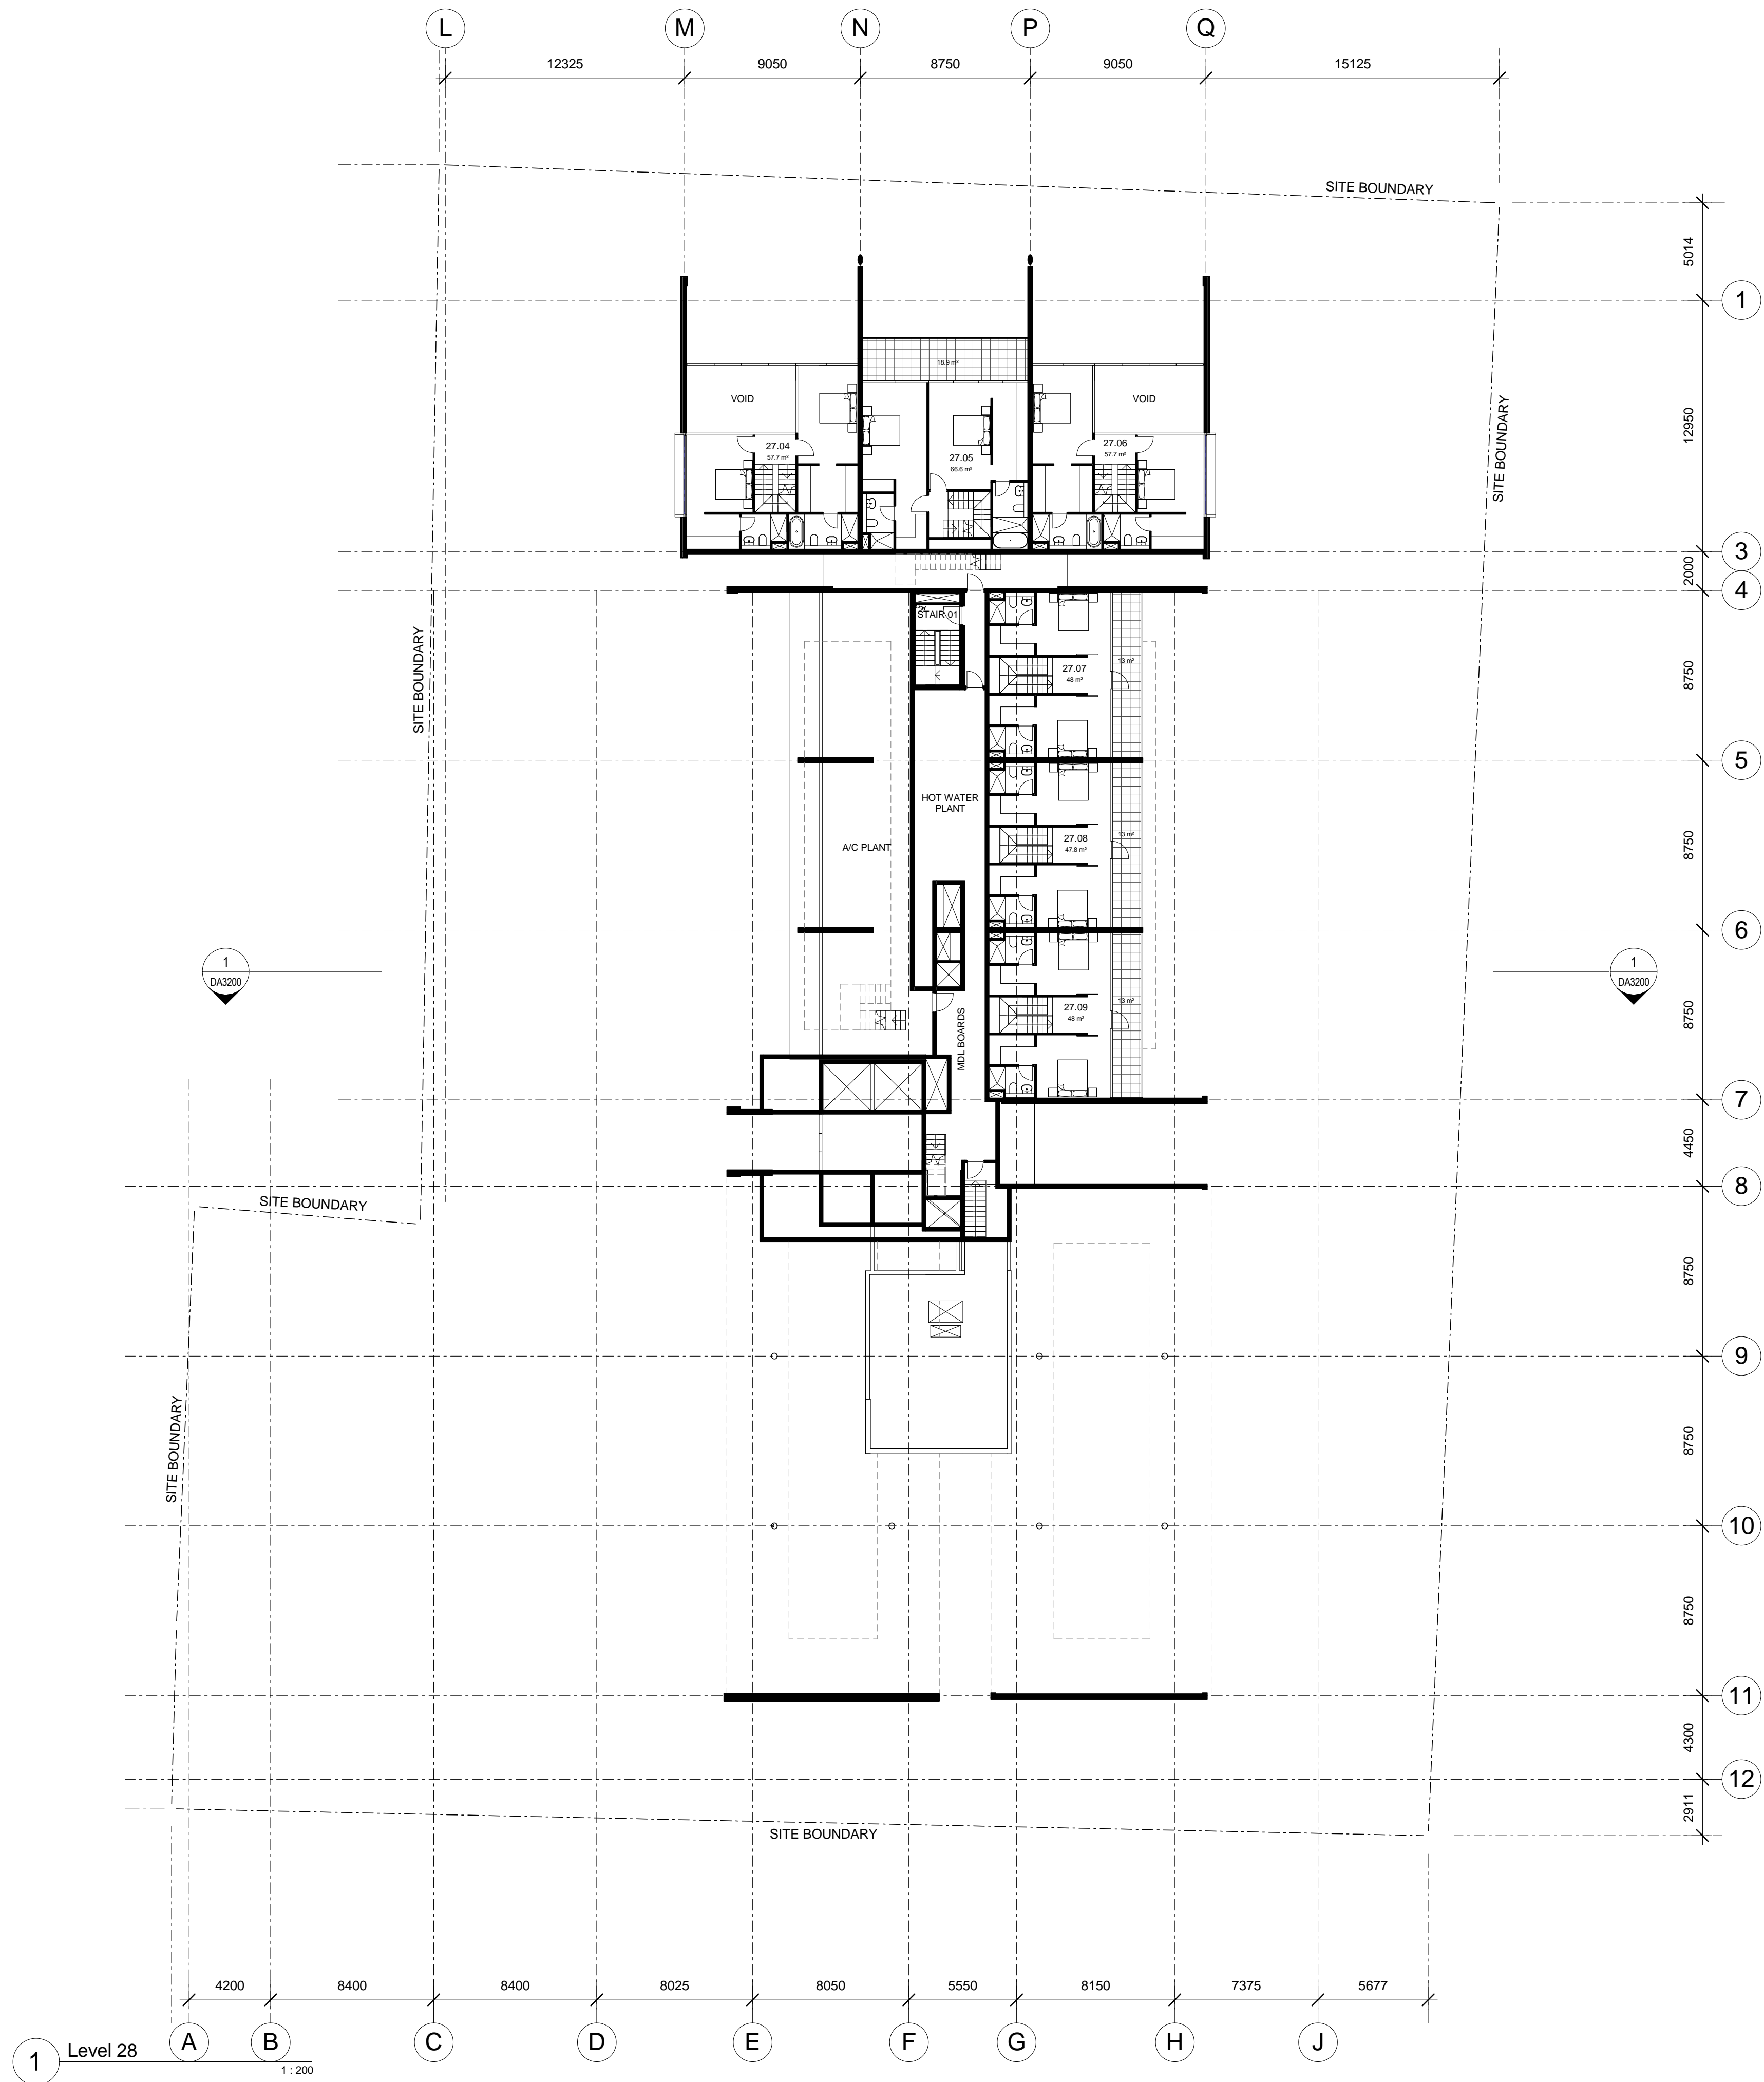 L M N P Q
12325 9050 8750 9050 15125
SITE BOUNDARY
5014
1
18.9 m²
VOID
VOID
SITE BOUNDARY
12950
27.04
57.7 m²
27.05
66.6 m²
27.06
57.7 m²
3
2000
4
STAIR 01
SITE BOUNDARY
27.07
48 m²
13 m²
8750
5
HOT WATER
PLANT
A/C PLANT
27.08
47.8 m²
13 m²
8750
6
1
DA3200
1
DA3200
27.09
48 m²
13 m²
MDL BOARDS
8750
7
4450
8
SITE BOUNDARY
8750
9
SITE BOUNDARY
8750
10
8750
11
4300
12
2911
SITE BOUNDARY
4200 8400 8400 8025 8050 5550 8150 7375 5677
A B C D E F G H J
1 Level 28
1 : 200